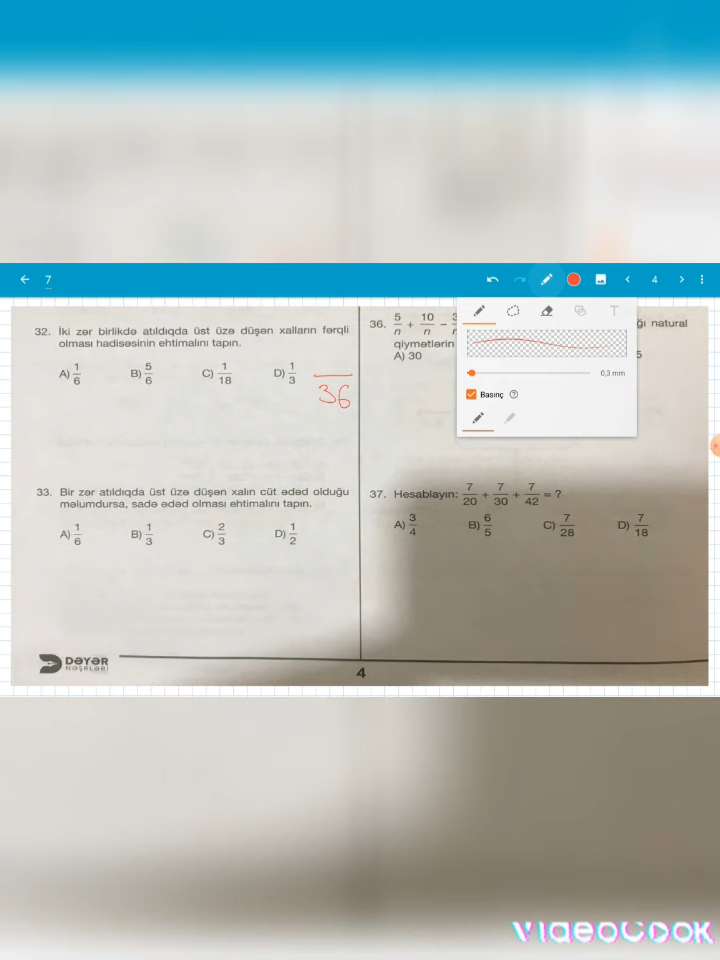 7
4
32. İki zər birlikdə atıldıqda üst üzə düşən xalların fərqli
olması hadisəsinin ehtimalını tapın.
A) 1/6 B) 5/6 C) 1/18 D) 1/3
36
33. Bir zər atıldıqda üst üzə düşən xalın cüt ədəd olduğu
məlumdursa, sadə ədəd olması ehtimalını tapın.
A) 1/6 B) 1/3 C) 2/3 D) 1/2
36. 5/n + 10/n -
natural
qiymətlərin
A) 30
5
0,3 mm
Basınç
37. Hesablayın: 7/20 + 7/30 + 7/42 = ?
A) 3/4 B) 6/5 C) 7/28 D) 7/18
DƏYƏR
NƏŞRLƏRİ
4
VIDEOCOOK